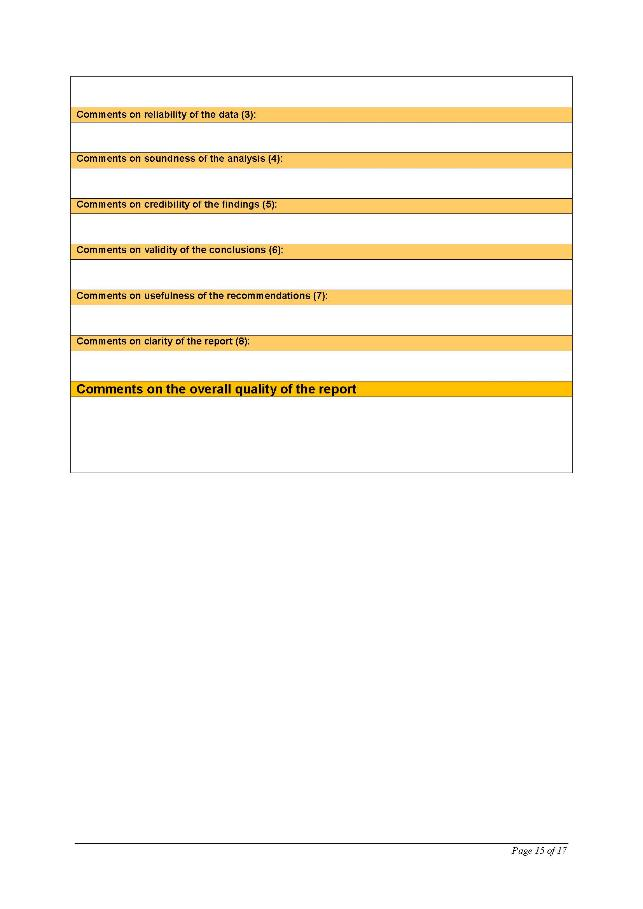 Comments on reliability of the data (3):
Comments on soundness of the analysis (4):
Comments on credibility of the findings (5):
Comments on validity of the conclusions (6):
Comments on usefulness of the recommendations (7):
Comments on clarity of the report (8):
Comments on the overall quality of the report
Page 15 of 17